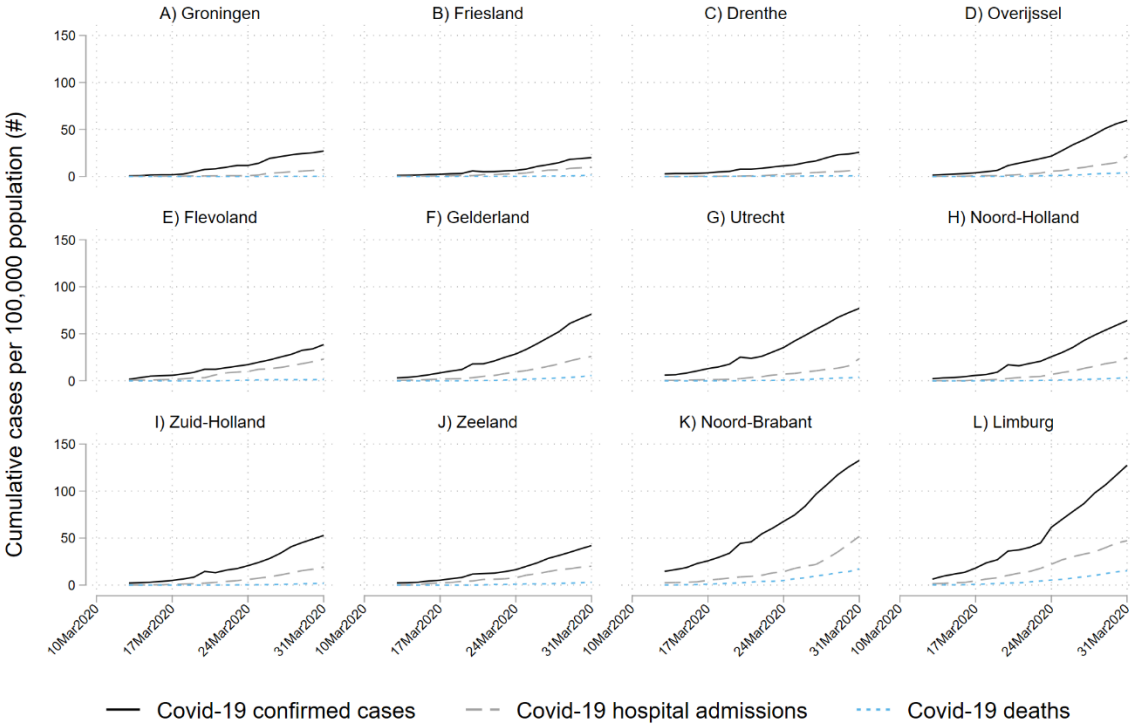 A) Groningen B) Friesland C) Drenthe D) Overijssel
150
100
50
0
E) Flevoland F) Gelderland G) Utrecht H) Noord-Holland
150
100
50
0
I) Zuid-Holland J) Zeeland K) Noord-Brabant L) Limburg
150
100
50
0
10Mar2020 17Mar2020 24Mar2020 31Mar2020 10Mar2020 17Mar2020 24Mar2020 31Mar2020 10Mar2020 17Mar2020 24Mar2020 31Mar2020 10Mar2020 17Mar2020 24Mar2020 31Mar2020
Cumulative cases per 100,000 population (#)
Covid-19 confirmed cases Covid-19 hospital admissions Covid-19 deaths